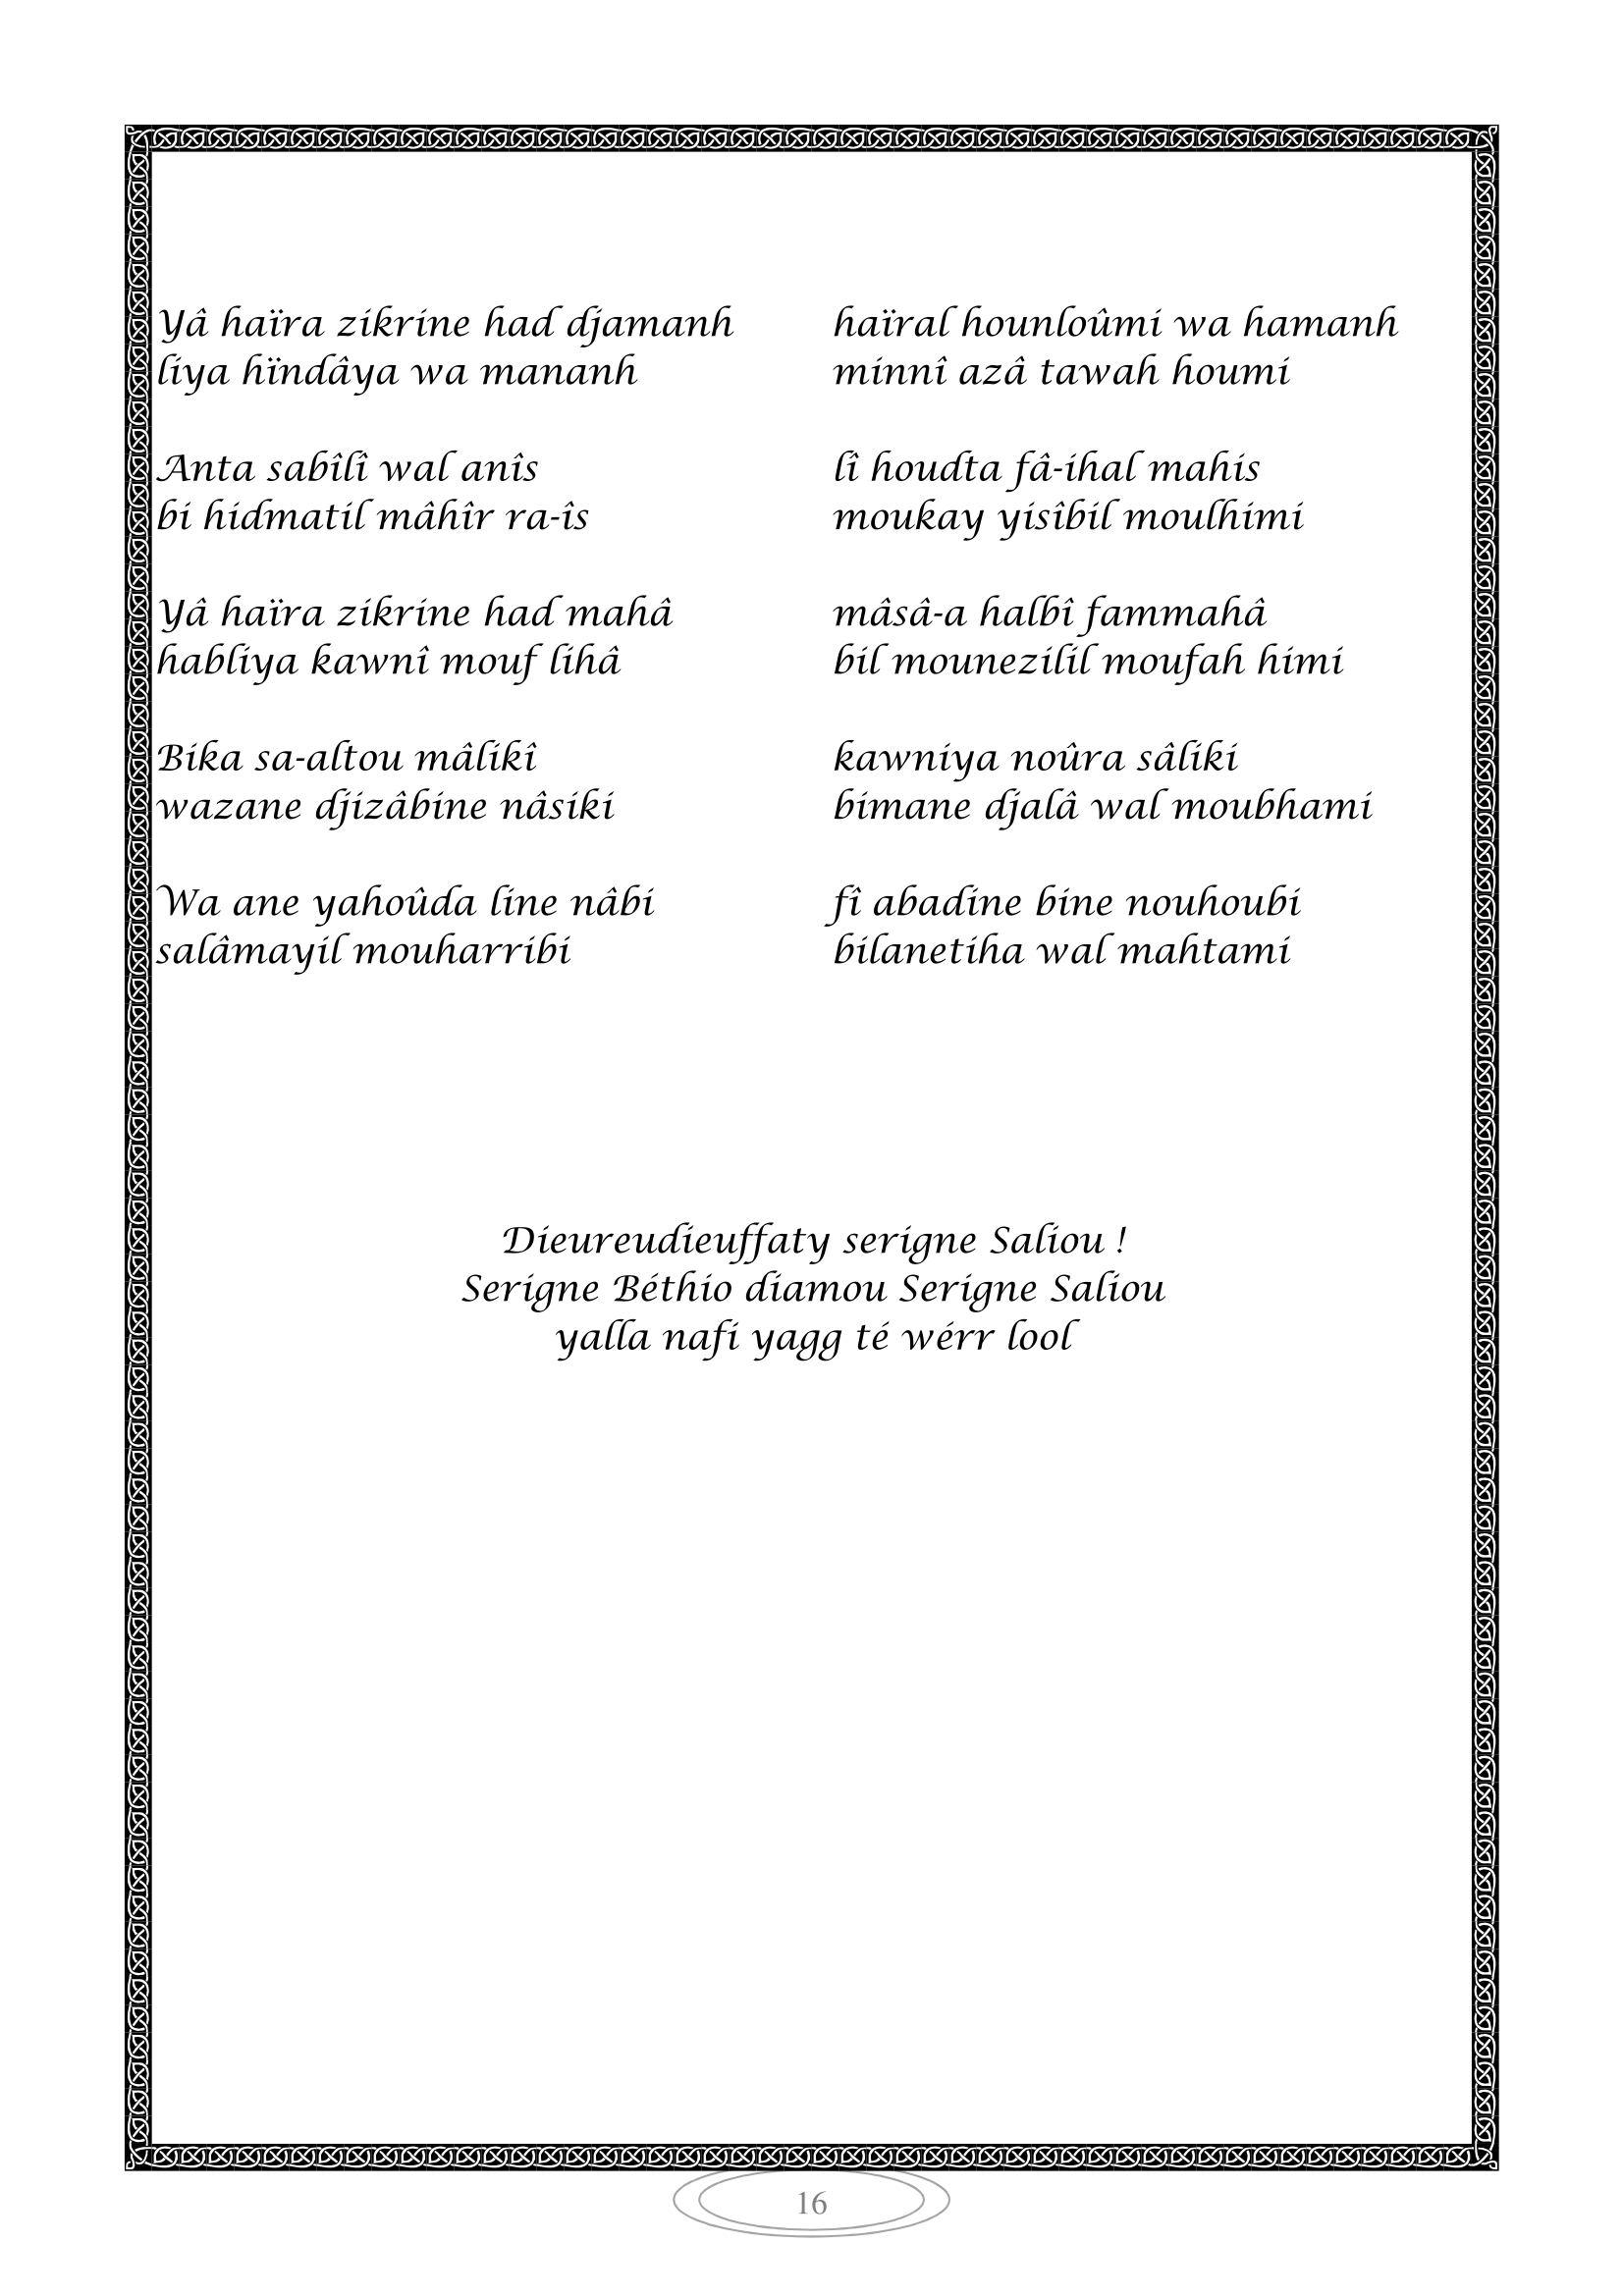 Yâ haïra zikrine had djamanh haïral hounloûmi wa hamanh
liya hïndâya wa mananh minnî azâ tawah houmi
Anta sabîlî wal anîs lî houdta fâ-ihal mahis
bi hidmatil mâhîr ra-îs moukay yisîbil moulhimi
Yâ haïra zikrine had mahâ mâsâ-a halbî fammahâ
habliya kawnî mouf lihâ bil mounezilil moufah himi
Bika sa-altou mâlikî kawniya noûra sâliki
wazane djizâbine nâsiki bimane djalâ wal moubhami
Wa ane yahoûda line nâbi fî abadine bine nouhoubi
salâmayil mouharribi bilanetiha wal mahtami
Dieureudieuffaty serigne Saliou !
Serigne Béthio diamou Serigne Saliou
yalla nafi yagg té wérr lool
16